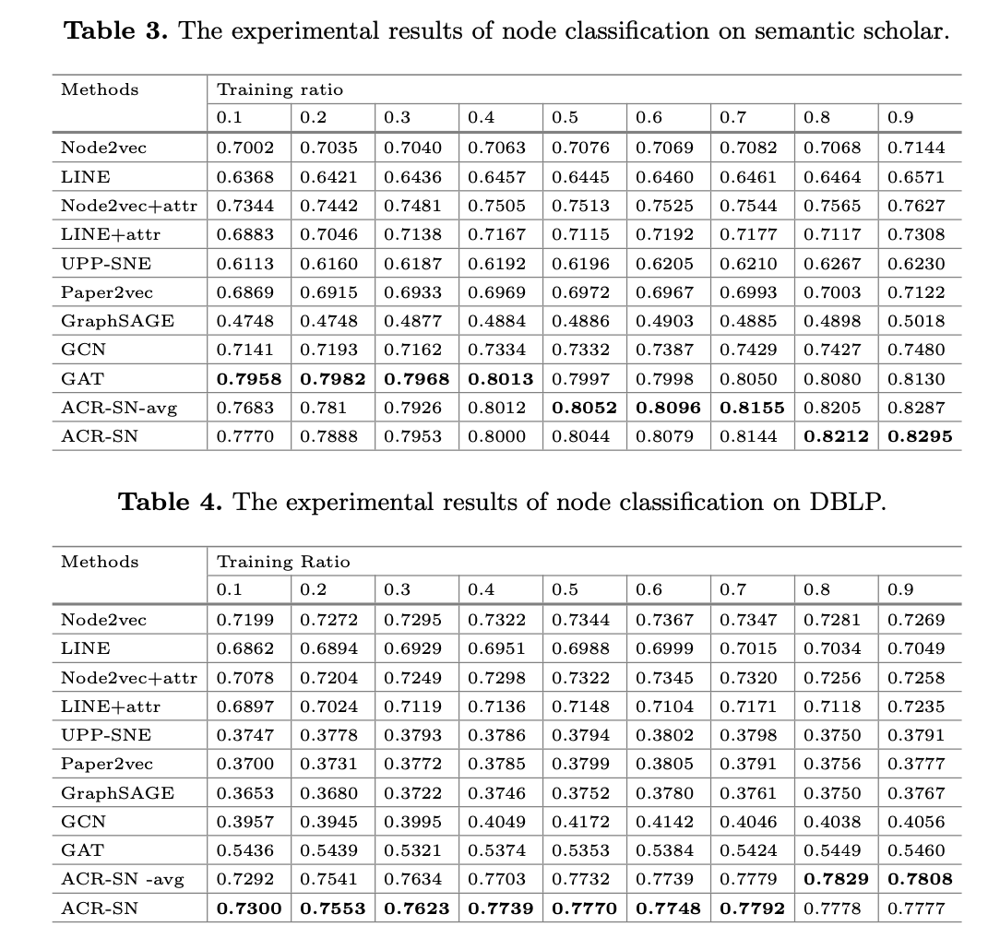 Table 3. The experimental results of node classification on semantic scholar.
Methods Training ratio
0.1 0.2 0.3 0.4 0.5 0.6 0.7 0.8 0.9
Node2vec 0.7002 0.7035 0.7040 0.7063 0.7076 0.7069 0.7082 0.7068 0.7144
LINE 0.6368 0.6421 0.6436 0.6457 0.6445 0.6460 0.6461 0.6464 0.6571
Node2vec+attr 0.7344 0.7442 0.7481 0.7505 0.7513 0.7525 0.7544 0.7565 0.7627
LINE+attr 0.6883 0.7046 0.7138 0.7167 0.7115 0.7192 0.7177 0.7117 0.7308
UPP-SNE 0.6113 0.6160 0.6187 0.6192 0.6196 0.6205 0.6210 0.6267 0.6230
Paper2vec 0.6869 0.6915 0.6933 0.6969 0.6972 0.6967 0.6993 0.7003 0.7122
GraphSAGE 0.4748 0.4748 0.4877 0.4884 0.4886 0.4903 0.4885 0.4898 0.5018
GCN 0.7141 0.7193 0.7162 0.7334 0.7332 0.7387 0.7429 0.7427 0.7480
GAT 0.7958 0.7982 0.7968 0.8013 0.7997 0.7998 0.8050 0.8080 0.8130
ACR-SN-avg 0.7683 0.781 0.7926 0.8012 0.8052 0.8096 0.8155 0.8205 0.8287
ACR-SN 0.7770 0.7888 0.7953 0.8000 0.8044 0.8079 0.8144 0.8212 0.8295
Table 4. The experimental results of node classification on DBLP.
Methods Training Ratio
0.1 0.2 0.3 0.4 0.5 0.6 0.7 0.8 0.9
Node2vec 0.7199 0.7272 0.7295 0.7322 0.7344 0.7367 0.7347 0.7281 0.7269
LINE 0.6862 0.6894 0.6929 0.6951 0.6988 0.6999 0.7015 0.7034 0.7049
Node2vec+attr 0.7078 0.7204 0.7249 0.7298 0.7322 0.7345 0.7320 0.7256 0.7258
LINE+attr 0.6897 0.7024 0.7119 0.7136 0.7148 0.7104 0.7171 0.7118 0.7235
UPP-SNE 0.3747 0.3778 0.3793 0.3786 0.3794 0.3802 0.3798 0.3750 0.3791
Paper2vec 0.3700 0.3731 0.3772 0.3785 0.3799 0.3805 0.3791 0.3756 0.3777
GraphSAGE 0.3653 0.3680 0.3722 0.3746 0.3752 0.3780 0.3761 0.3750 0.3767
GCN 0.3957 0.3945 0.3995 0.4049 0.4172 0.4142 0.4046 0.4038 0.4056
GAT 0.5436 0.5439 0.5321 0.5374 0.5353 0.5384 0.5424 0.5449 0.5460
ACR-SN -avg 0.7292 0.7541 0.7634 0.7703 0.7732 0.7739 0.7779 0.7829 0.7808
ACR-SN 0.7300 0.7553 0.7623 0.7739 0.7770 0.7748 0.7792 0.7778 0.7777